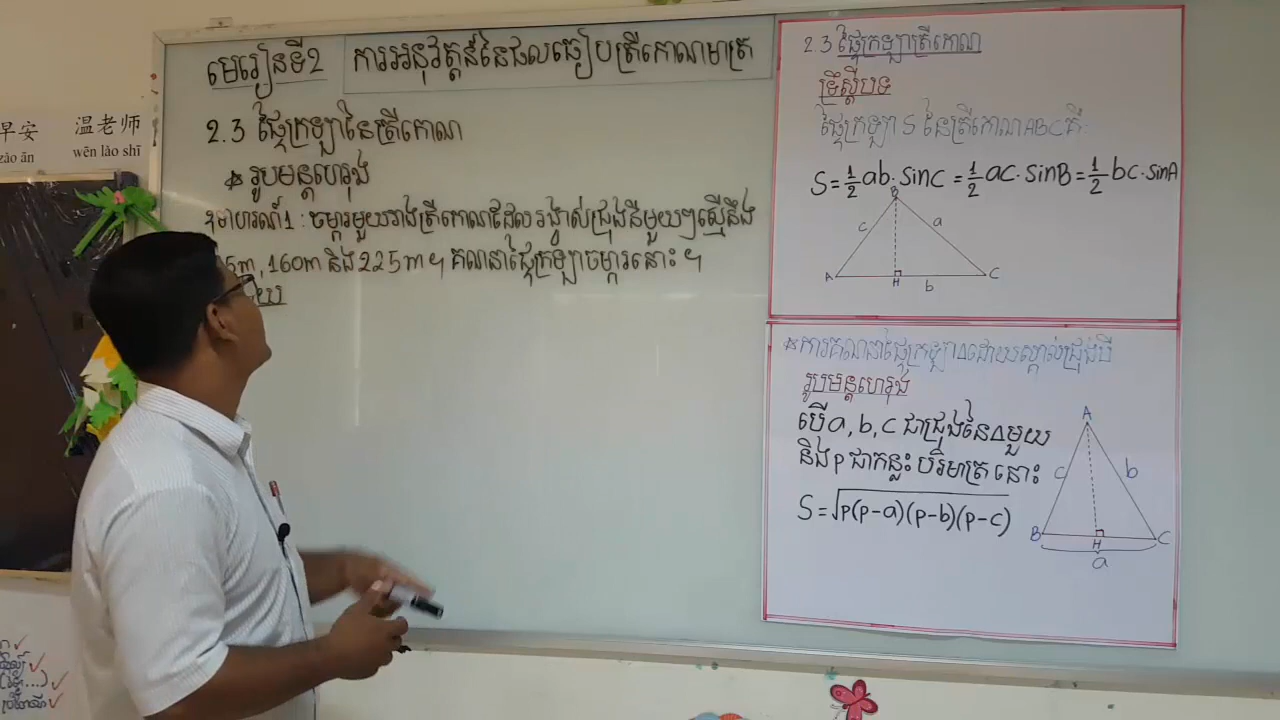 早安 温老师
zǎo ān wēn lǎo shī
មេរៀនទី2 ការអនុវត្តន៍នៃផលធៀបត្រីកោណមាត្រ
2.3 ផ្ទៃក្រឡានៃត្រីកោណ
* រូបមន្តហេរុង
ឧទាហរណ៍1 : ចម្ការមួយរាងត្រីកោណដែលរង្វាស់ជ្រុងនីមួយៗស្មើនឹង
5m, 160m និង 225m ។ គណនាផ្ទៃក្រឡាចម្ការនោះ ។
2.3 ផ្ទៃក្រឡាត្រីកោណ
ទ្រឹស្តីបទ
ផ្ទៃក្រឡា S នៃត្រីកោណ ABC គឺ
S = 1/2 ab · sinC = 1/2 ac · sinB = 1/2 bc · sinA
B
c a
A H C
b
* ការគណនាផ្ទៃក្រឡា Δ ដោយស្គាល់ជ្រុងបី
រូបមន្តហេរុង
បើ a, b, c ជាជ្រុងនៃ Δ មួយ
និង p ជាកន្លះបរិមាត្រ នោះ
S = √p(p-a)(p-b)(p-c)
A
c b
B H C
a